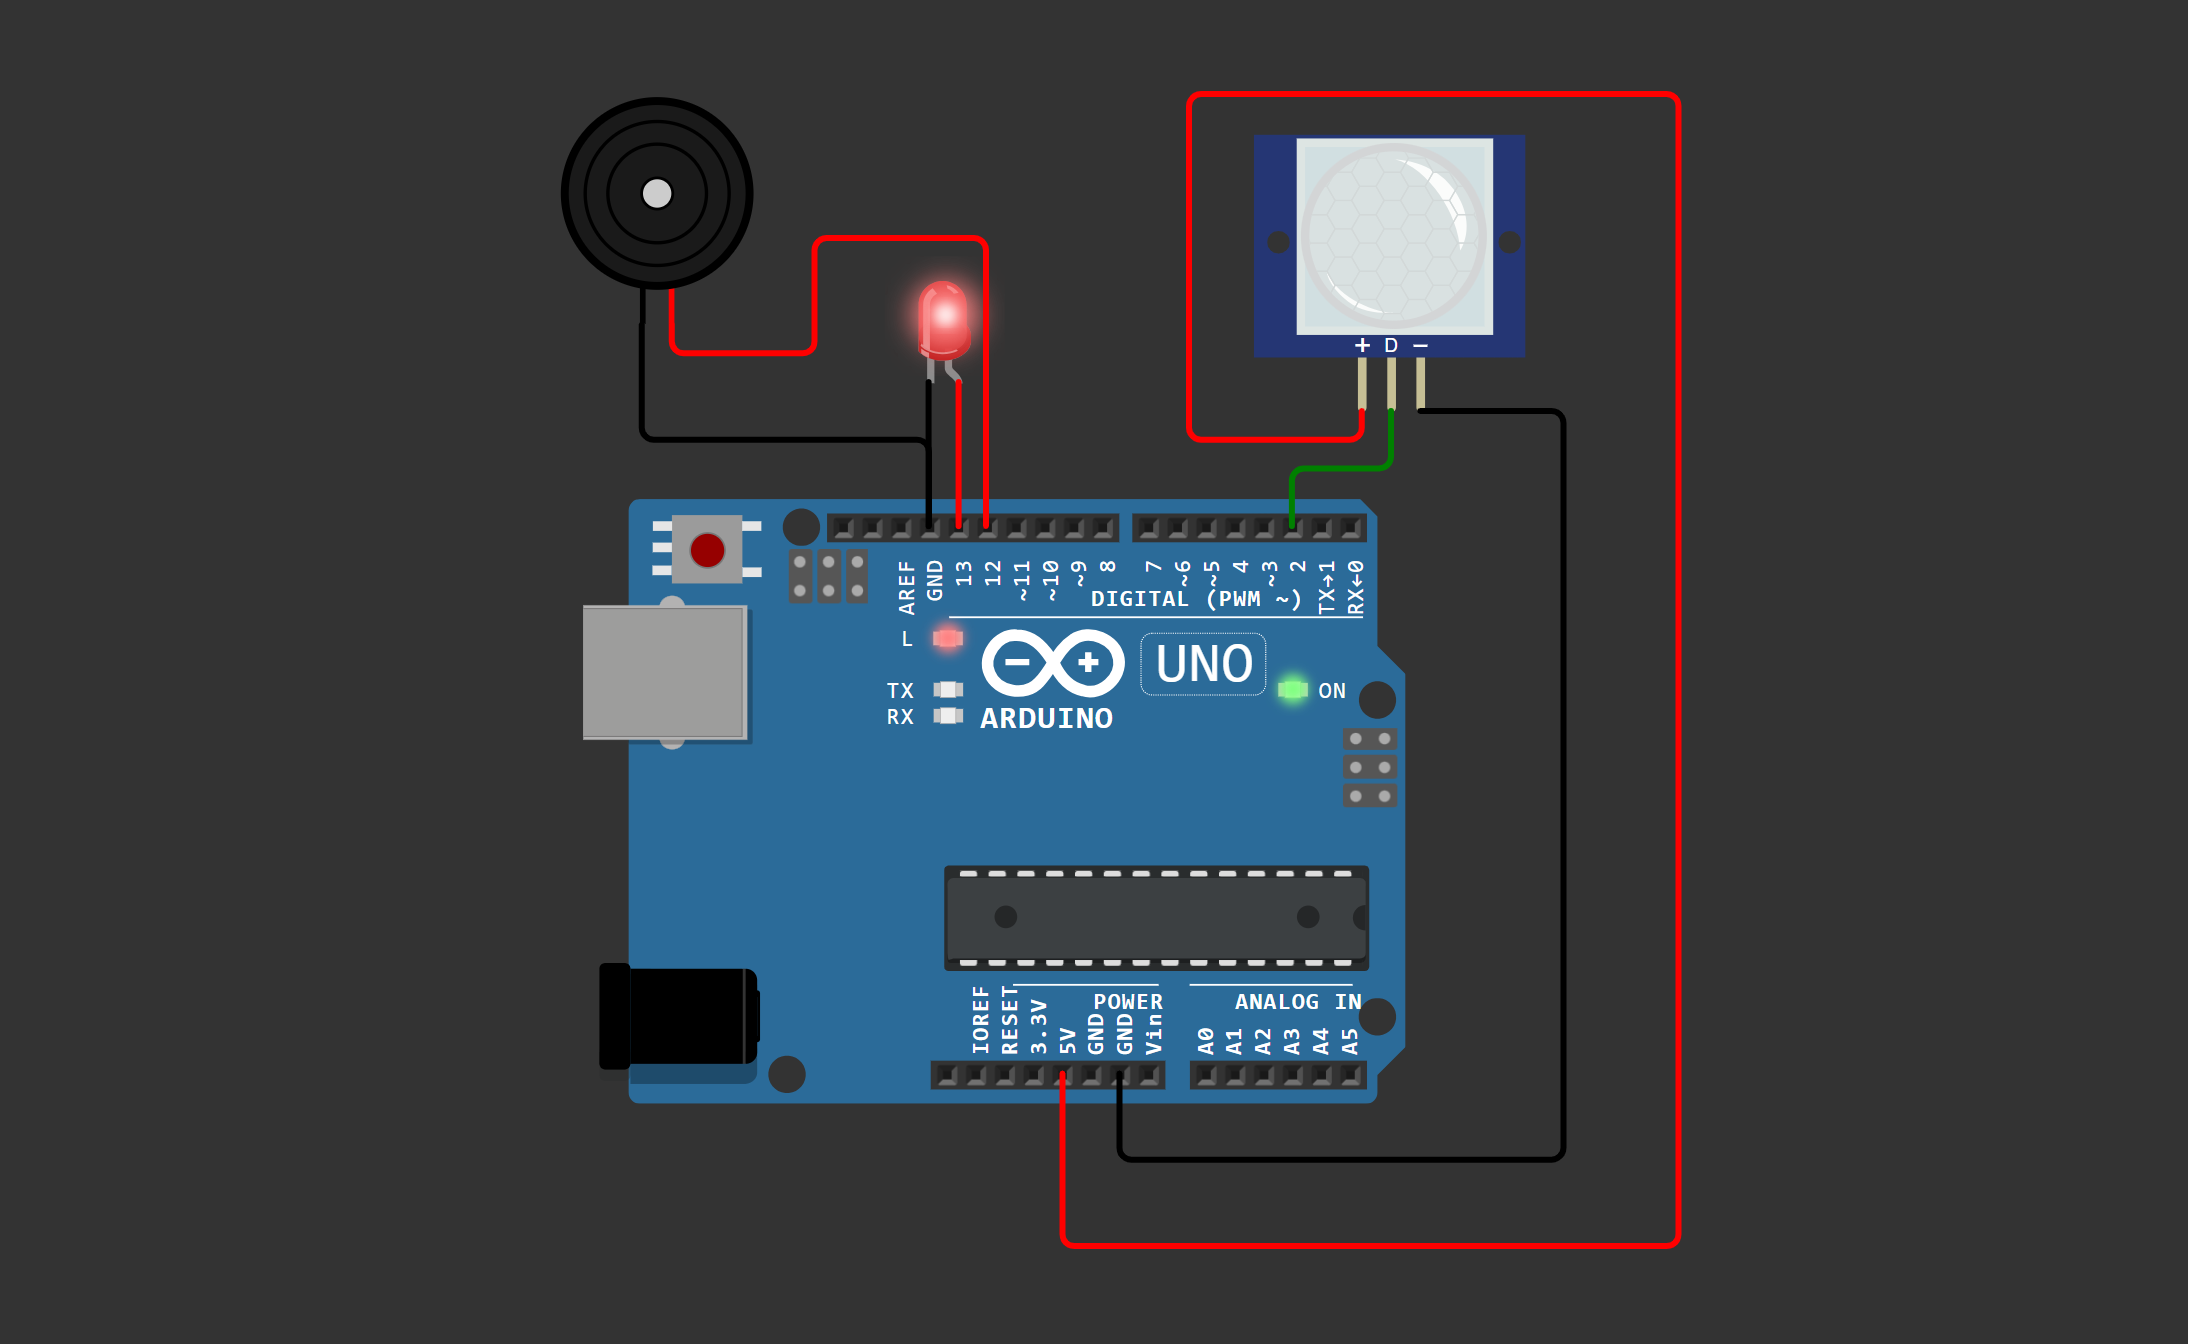 + D −
AREF
GND
13
12
~11
~10
~9
8
7
~6
~5
4
~3
2
TX→1
RX←0
DIGITAL (PWM ~)
L
− +
UNO
TX
ON
RX
ARDUINO
POWER
ANALOG IN
IOREF
RESET
3.3V
5V
GND
GND
Vin
A0
A1
A2
A3
A4
A5